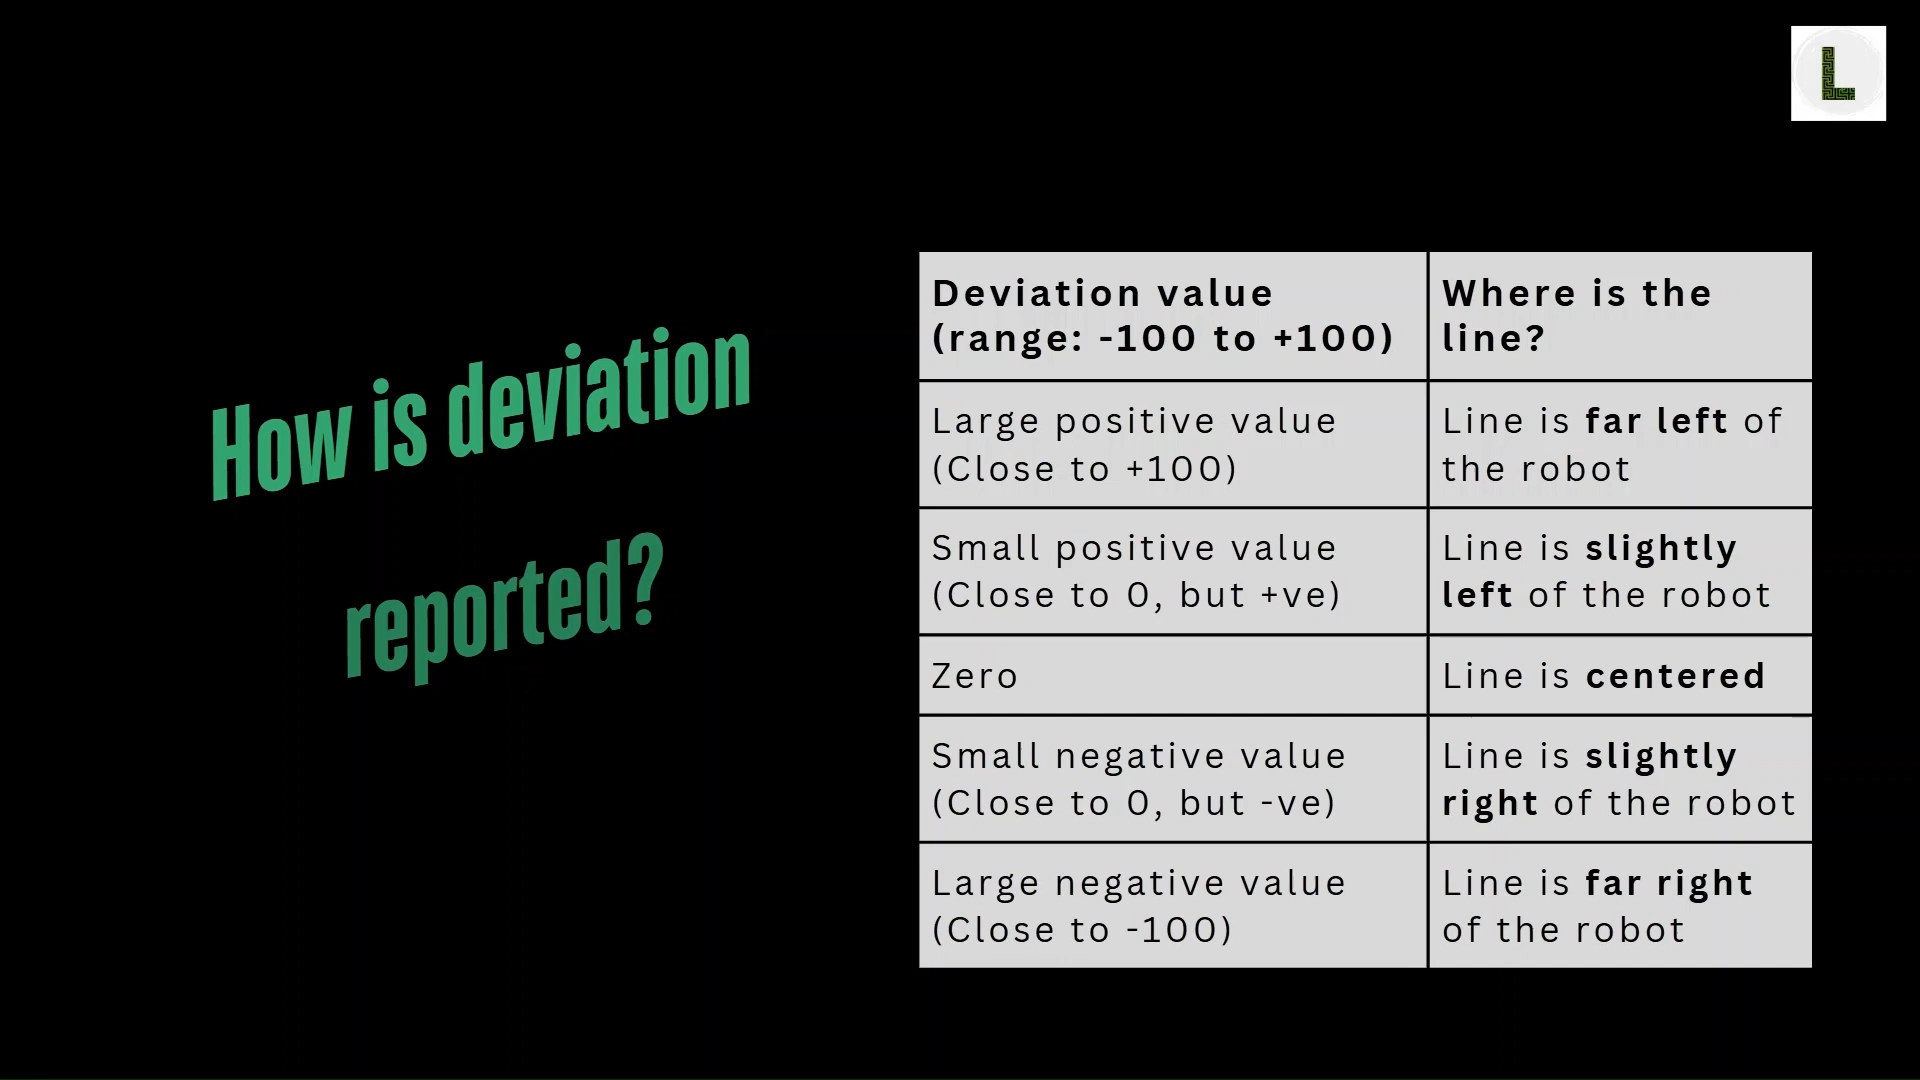 L
How is deviation
reported?
Deviation value
(range: -100 to +100)
Where is the
line?
Large positive value
(Close to +100)
Line is far left of
the robot
Small positive value
(Close to 0, but +ve)
Line is slightly
left of the robot
Zero
Line is centered
Small negative value
(Close to 0, but -ve)
Line is slightly
right of the robot
Large negative value
(Close to -100)
Line is far right
of the robot